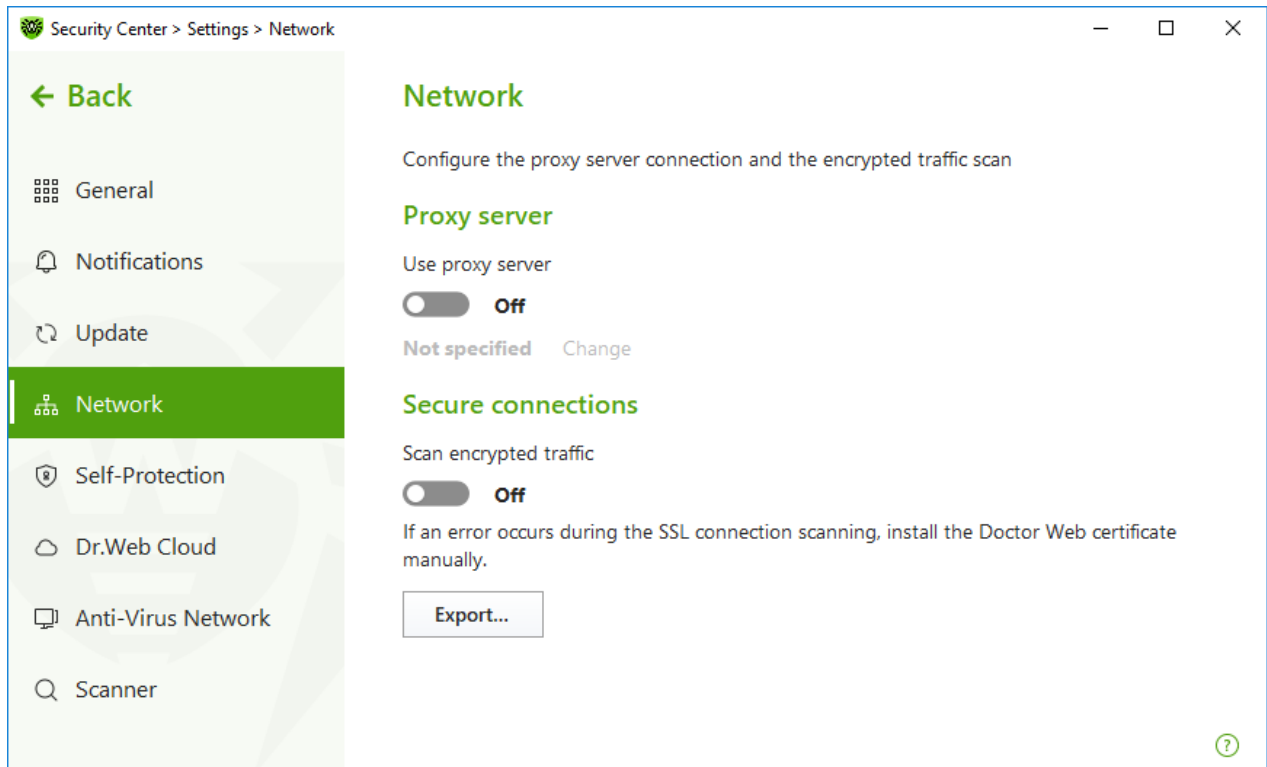 Security Center > Settings > Network
Back
General
Notifications
Update
Network
Self-Protection
Dr.Web Cloud
Anti-Virus Network
Scanner
Network
Configure the proxy server connection and the encrypted traffic scan
Proxy server
Use proxy server
Off
Not specified Change
Secure connections
Scan encrypted traffic
Off
If an error occurs during the SSL connection scanning, install the Doctor Web certificate
manually.
Export...
?